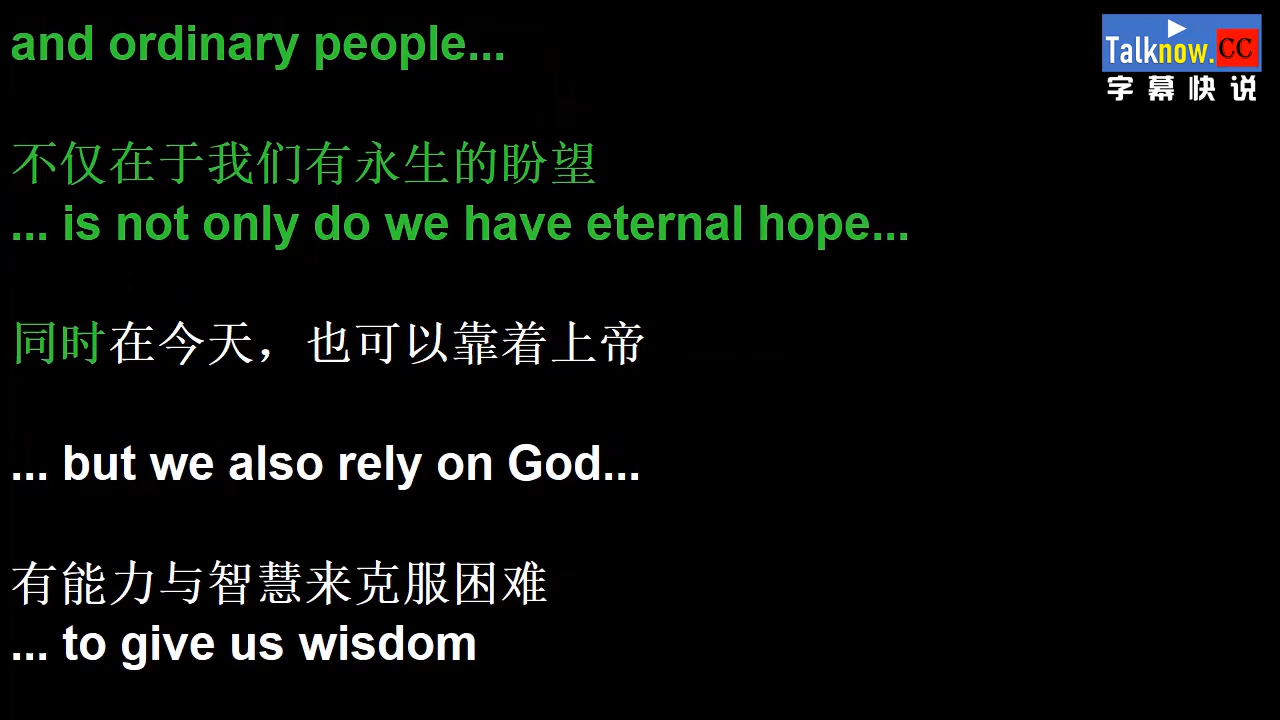 and ordinary people...
Talknow.CC
字幕快说
不仅在于我们有永生的盼望
... is not only do we have eternal hope...
同时在今天，也可以靠着上帝
... but we also rely on God...
有能力与智慧来克服困难
... to give us wisdom